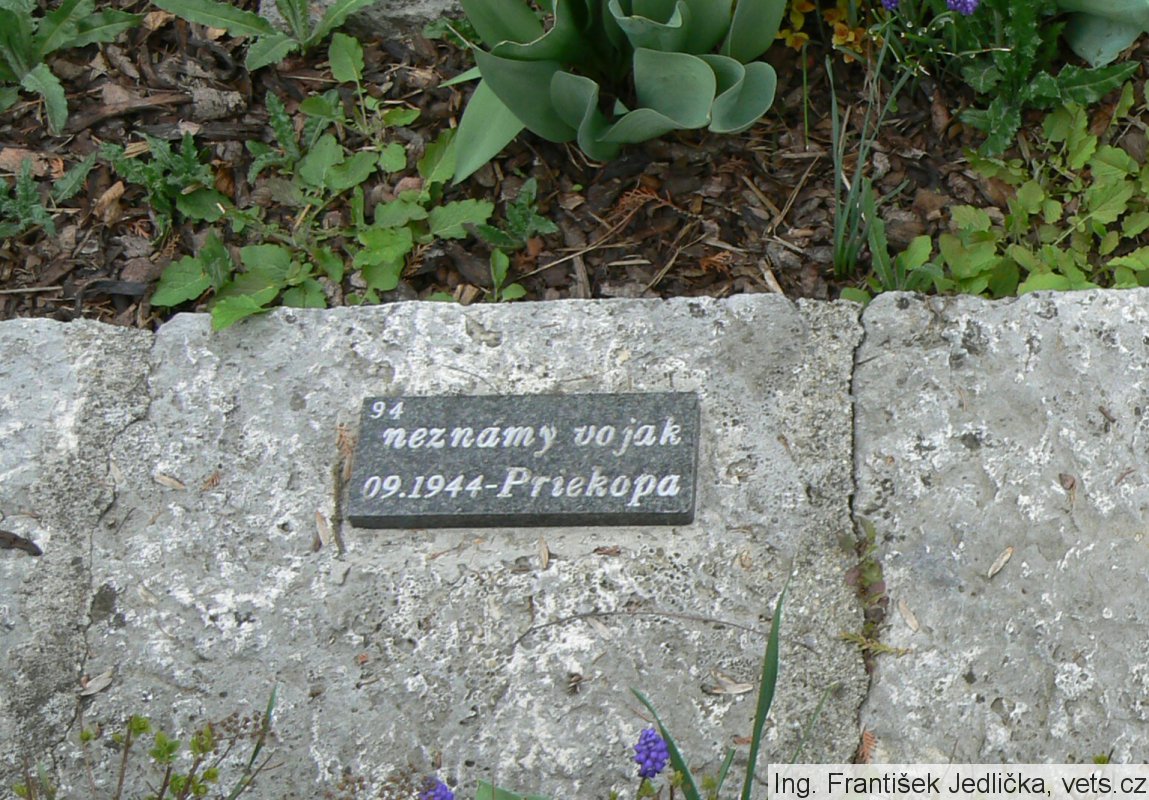 94
neznámy vojak
09.1944-Priekopa
Ing. František Jedlička, vets.cz